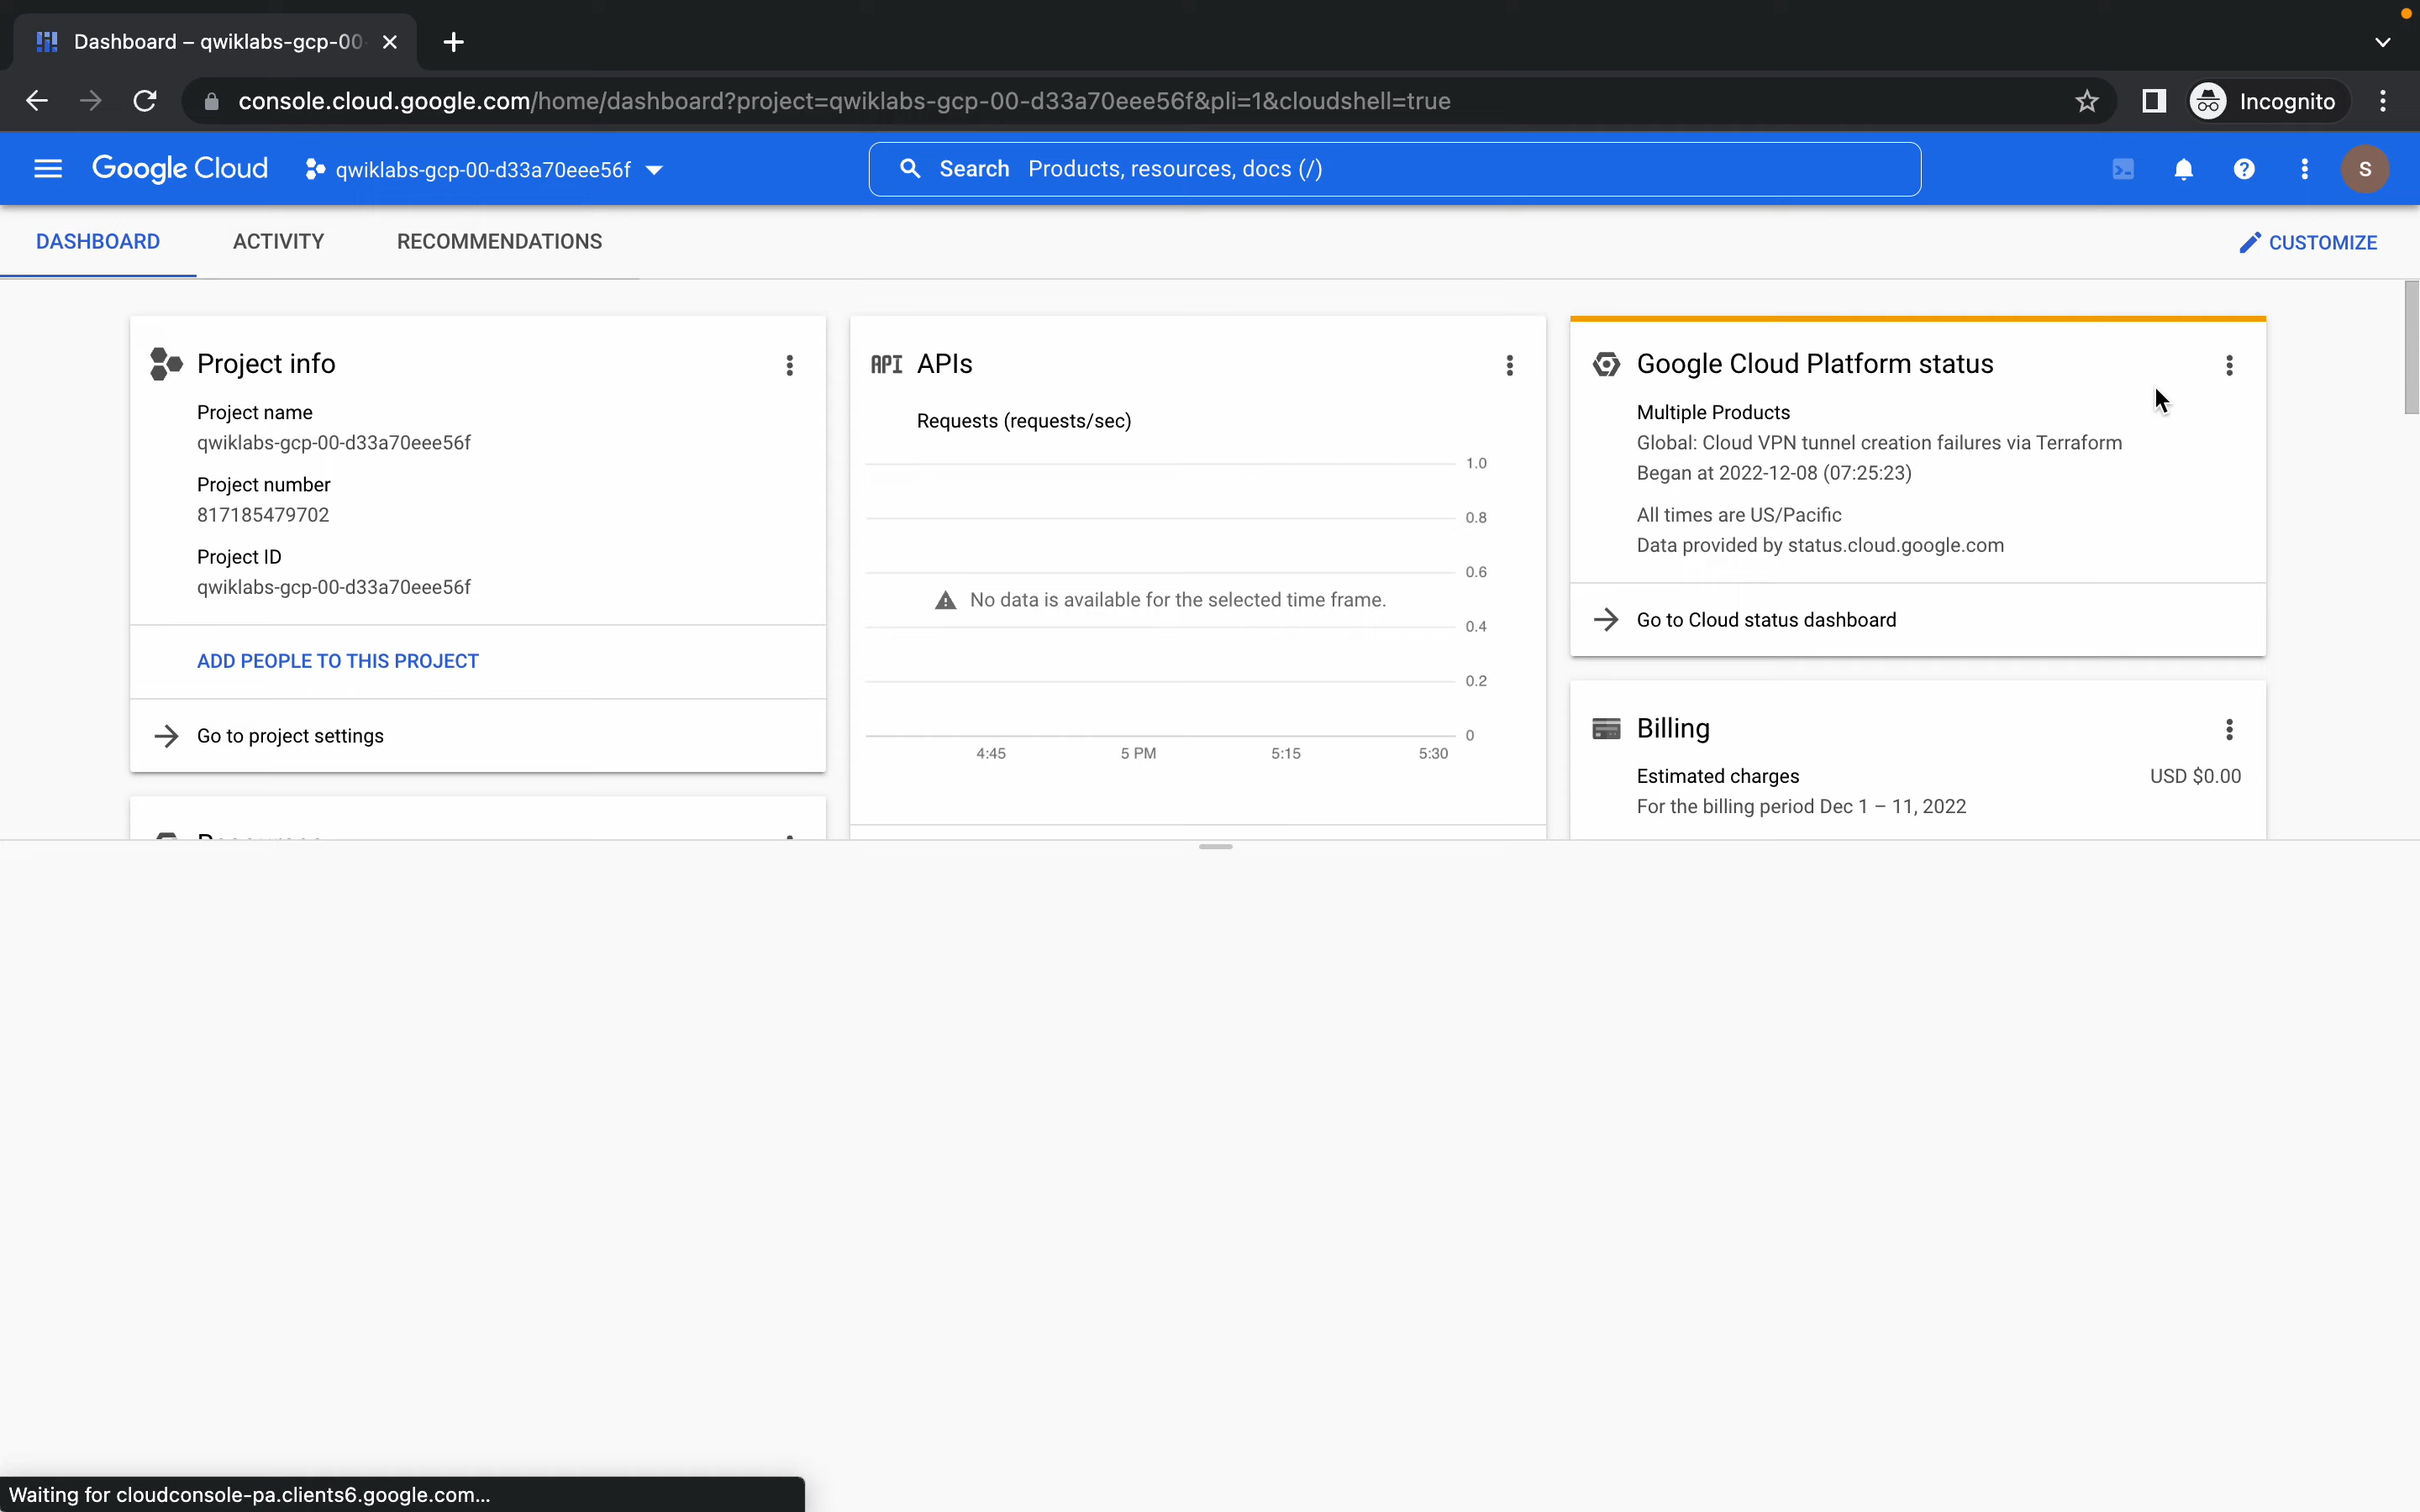 Dashboard – qwiklabs-gcp-00-
console.cloud.google.com/home/dashboard?project=qwiklabs-gcp-00-d33a70eee56f&pli=1&cloudshell=true
Incognito
Google Cloud
qwiklabs-gcp-00-d33a70eee56f
Search Products, resources, docs (/)
S
DASHBOARD
ACTIVITY
RECOMMENDATIONS
CUSTOMIZE
Project info
Project name
qwiklabs-gcp-00-d33a70eee56f
Project number
817185479702
Project ID
qwiklabs-gcp-00-d33a70eee56f
ADD PEOPLE TO THIS PROJECT
Go to project settings
API APIs
Requests (requests/sec)
1.0
0.8
0.6
No data is available for the selected time frame.
0.4
0.2
0
4:45 5 PM 5:15 5:30
Google Cloud Platform status
Multiple Products
Global: Cloud VPN tunnel creation failures via Terraform
Began at 2022-12-08 (07:25:23)
All times are US/Pacific
Data provided by status.cloud.google.com
Go to Cloud status dashboard
Billing
Estimated charges USD $0.00
For the billing period Dec 1 – 11, 2022
Waiting for cloudconsole-pa.clients6.google.com...